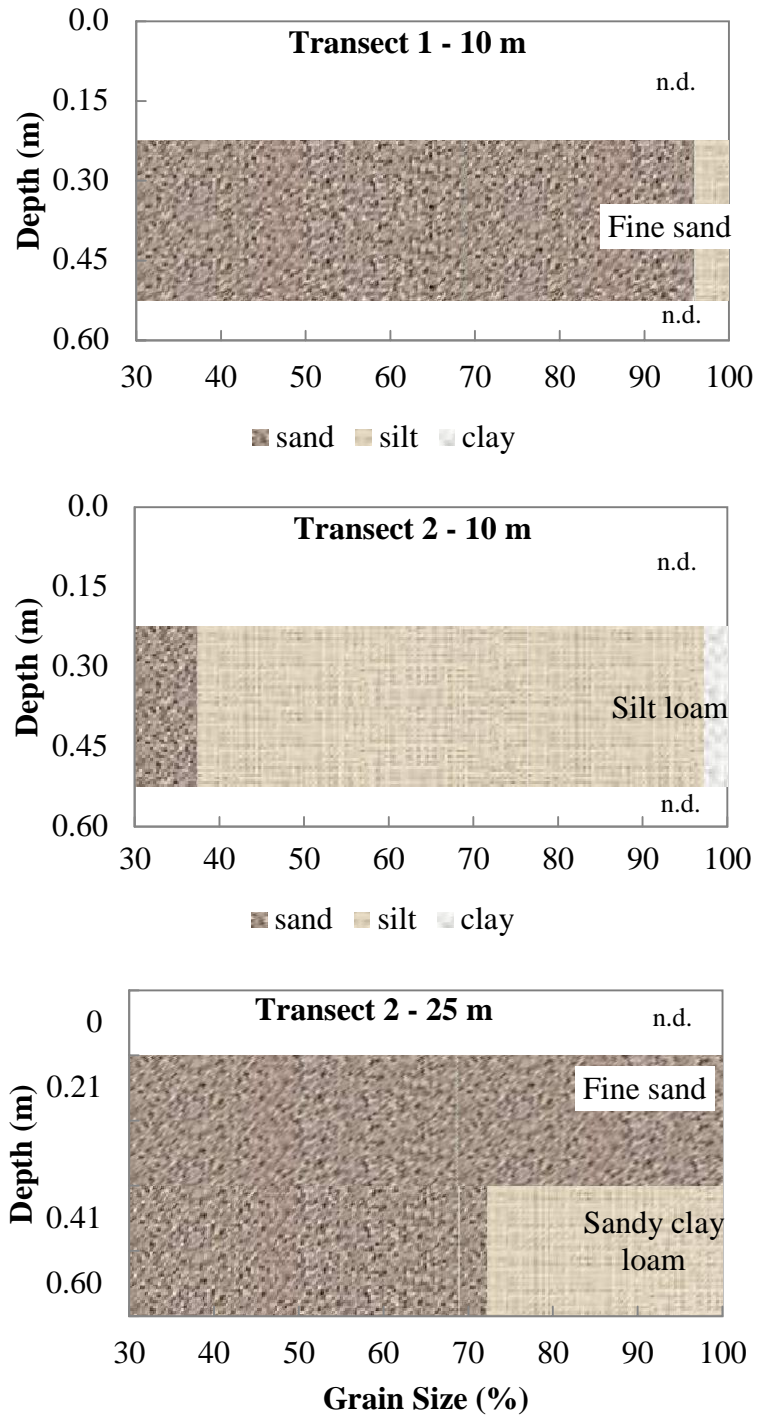 0.0
Transect 1 - 10 m
n.d.
0.15
0.30
Depth (m)
Fine sand
0.45
n.d.
0.60
30 40 50 60 70 80 90 100
sand silt clay
0.0
Transect 2 - 10 m
n.d.
0.15
0.30
Depth (m)
Silt loam
0.45
n.d.
0.60
30 40 50 60 70 80 90 100
sand silt clay
Transect 2 - 25 m
n.d.
0
Fine sand
0.21
Depth (m)
0.41
Sandy clay
loam
0.60
30 40 50 60 70 80 90 100
Grain Size (%)